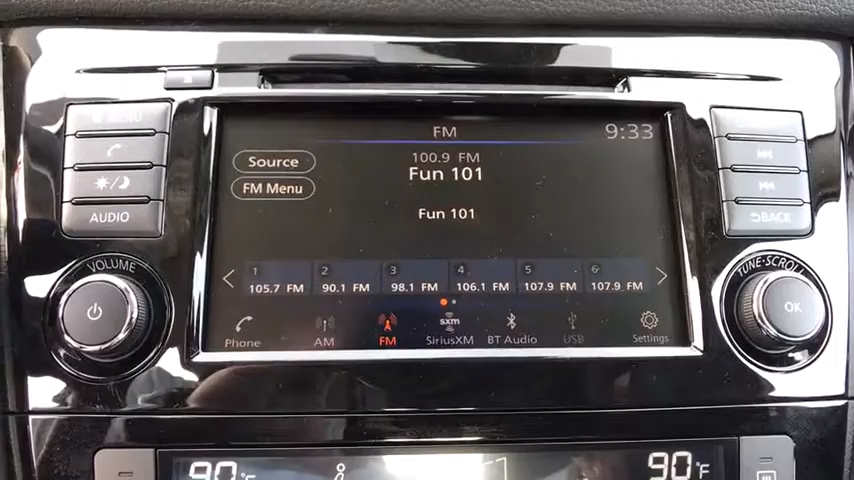 FM
9:33
Source
100.9 FM
Fun 101
FM Menu
Fun 101
AUDIO
BACK
VOLUME
TUNE·SCROLL
1 2 3 4 5 6
105.7 FM 90.1 FM 98.1 FM 106.1 FM 107.9 FM 107.9 FM
OK
Phone AM FM sxm SiriusXM BT Audio USB Settings
90°F
90°F